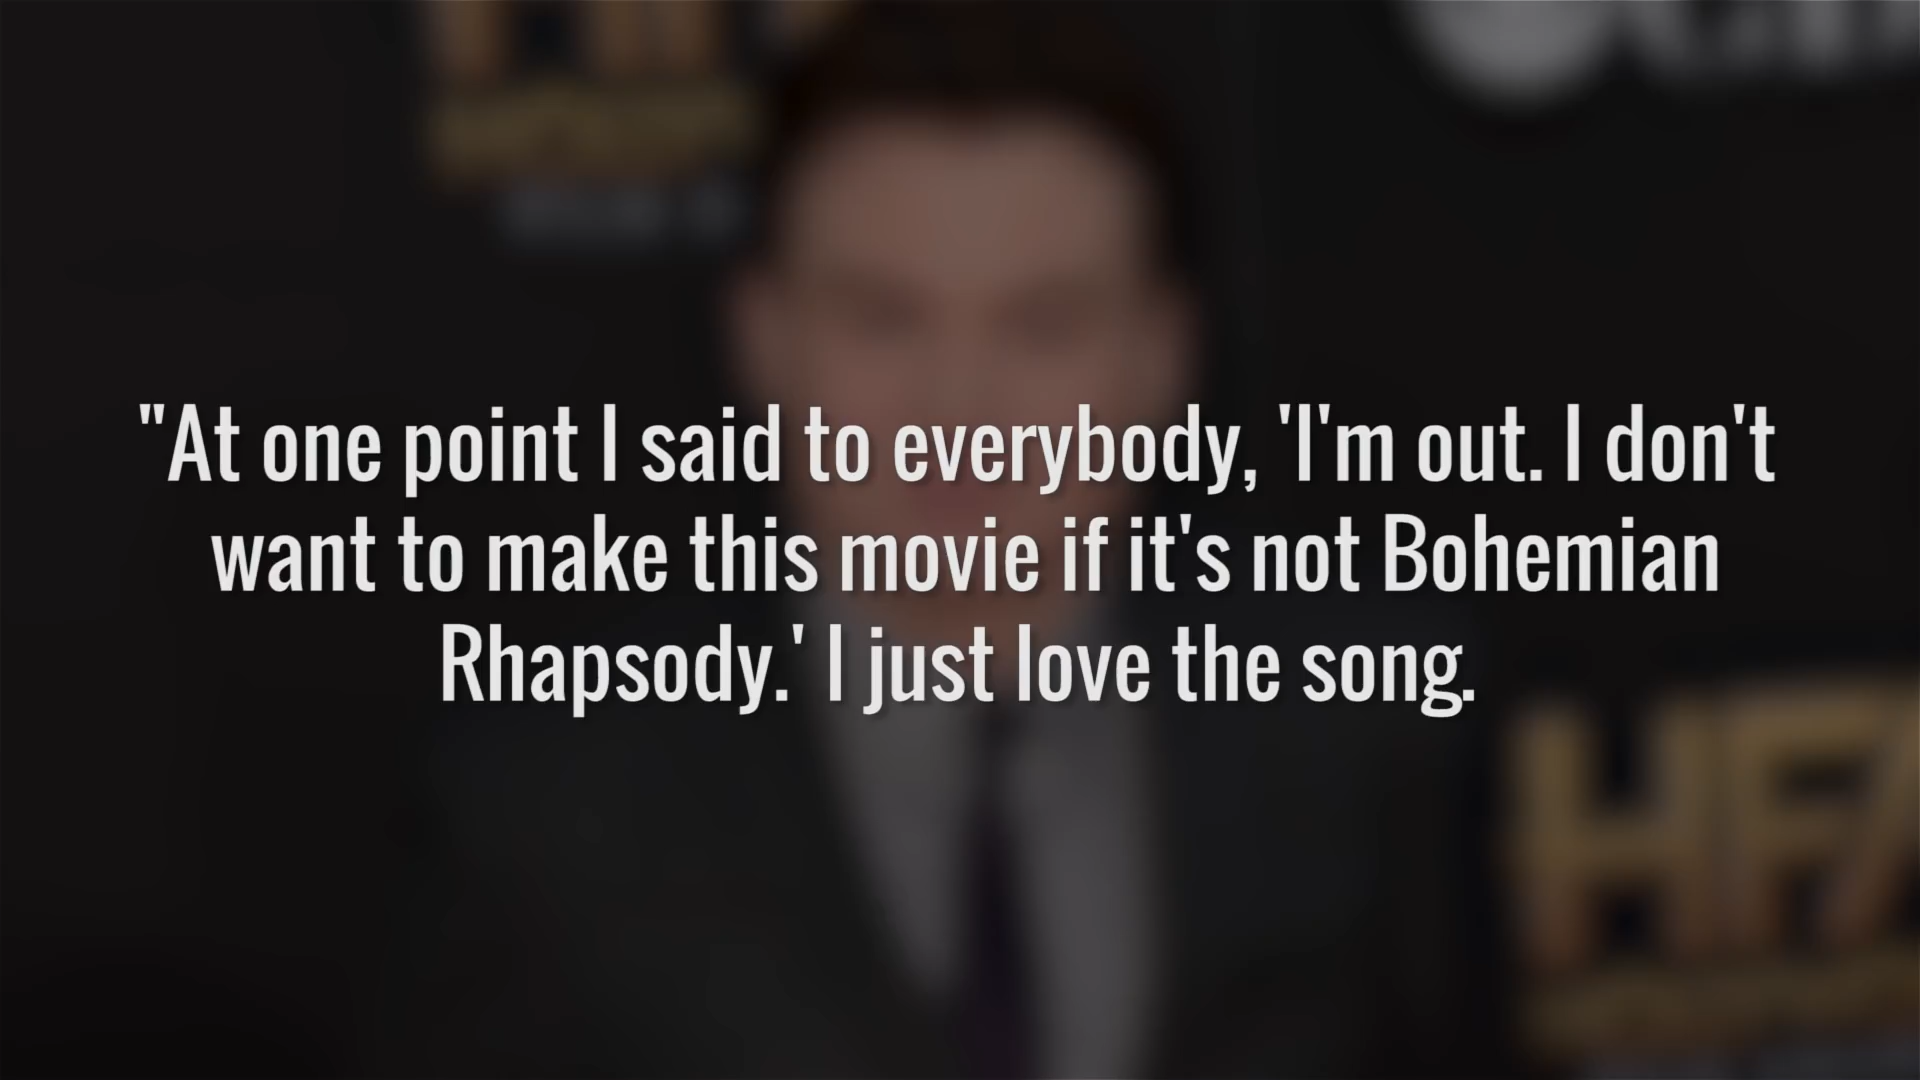 "At one point I said to everybody, 'I'm out. I don't
want to make this movie if it's not Bohemian
Rhapsody.' I just love the song.
HFA